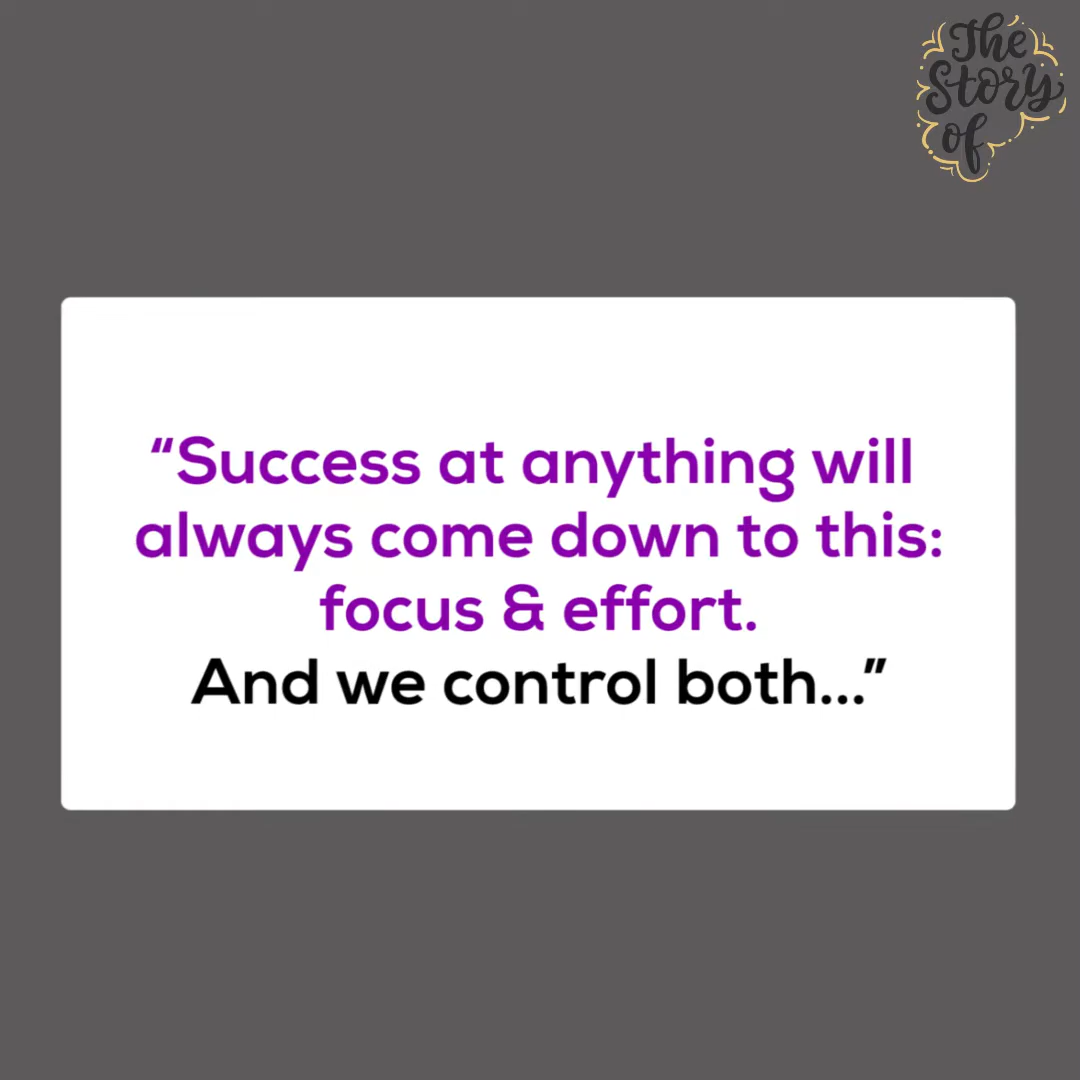 The
Story
of
“Success at anything will
always come down to this:
focus & effort.
And we control both...”